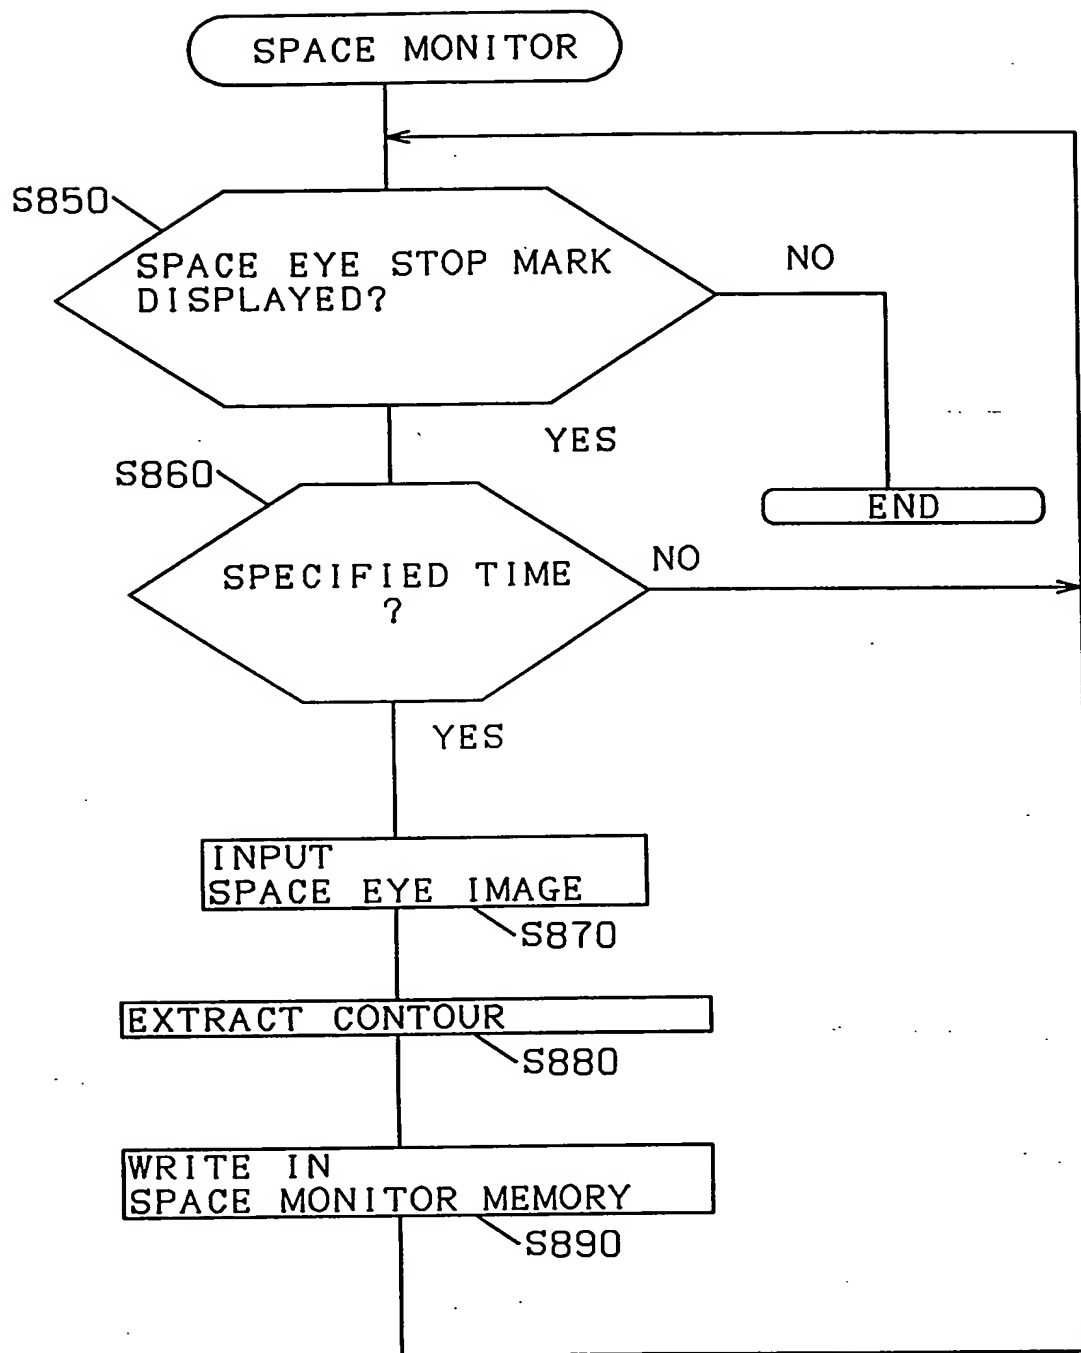 SPACE MONITOR
S850
SPACE EYE STOP MARK
DISPLAYED?
NO
YES
S860
END
SPECIFIED TIME
?
NO
YES
INPUT
SPACE EYE IMAGE
S870
EXTRACT CONTOUR
S880
WRITE IN
SPACE MONITOR MEMORY
S890